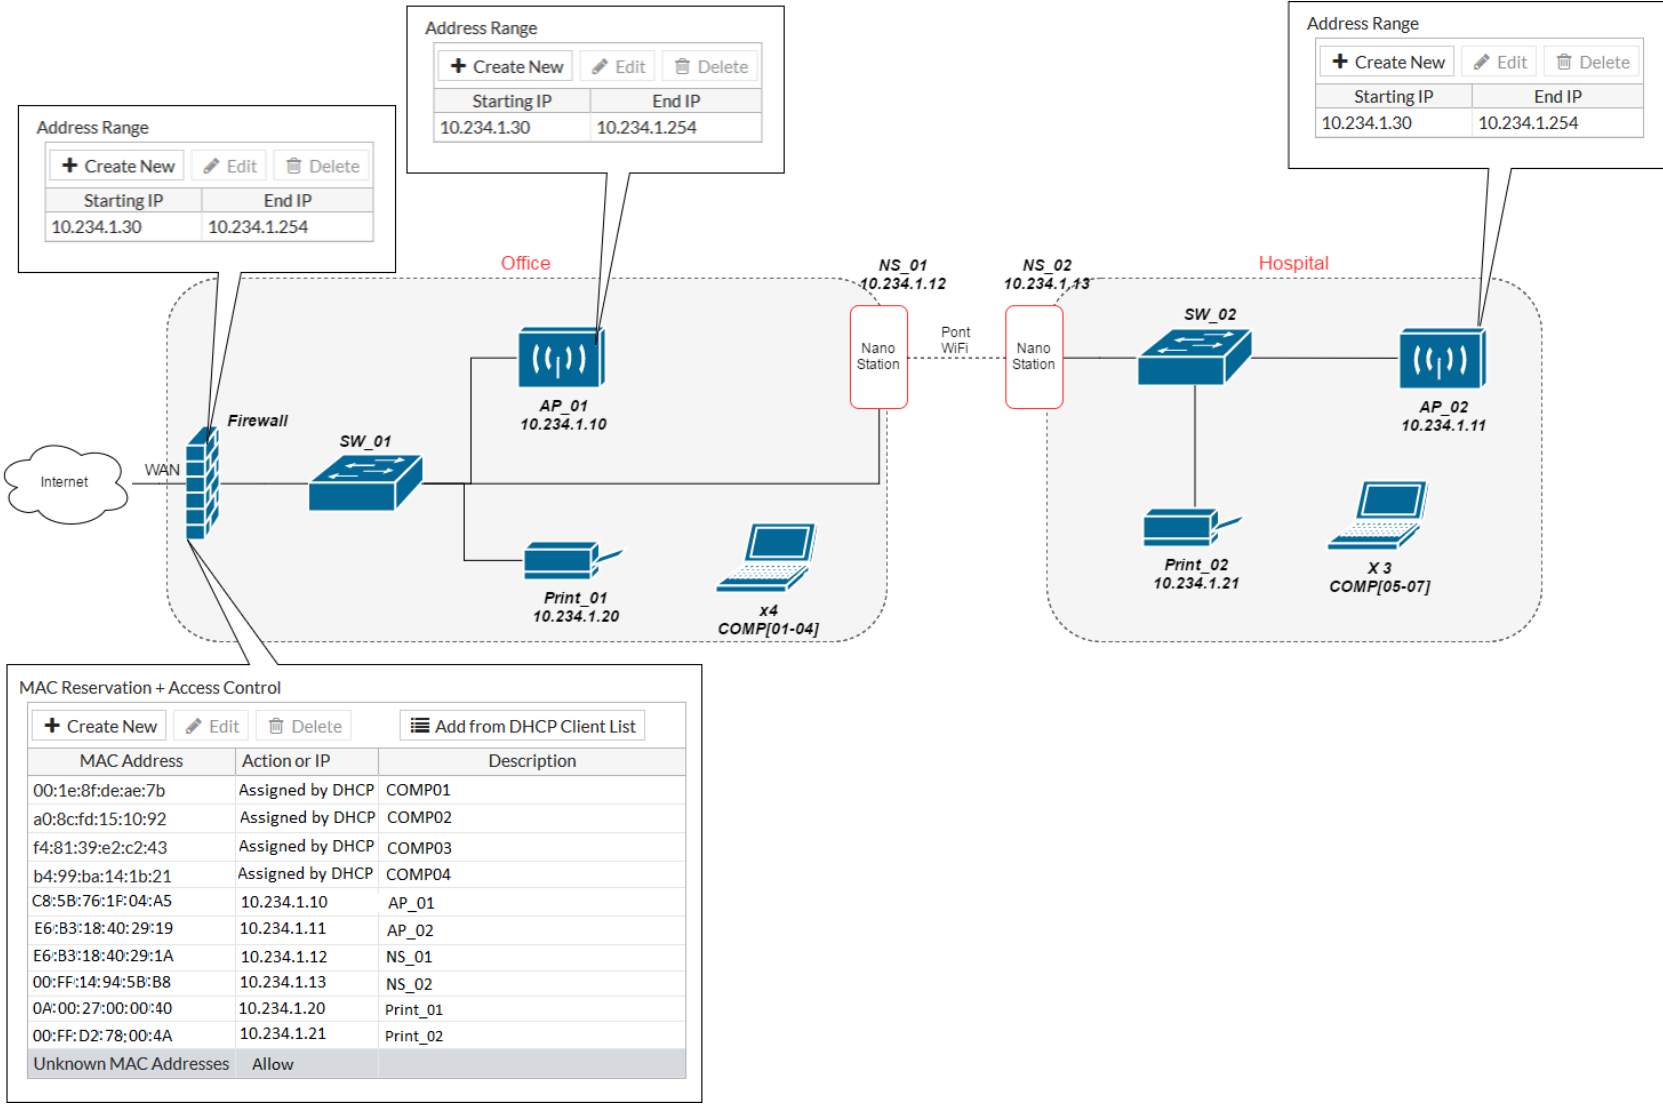 Address Range
Create New Edit Delete
Starting IP End IP
10.234.1.30 10.234.1.254
Address Range
Create New Edit Delete
Starting IP End IP
10.234.1.30 10.234.1.254
Address Range
Create New Edit Delete
Starting IP End IP
10.234.1.30 10.234.1.254
Office
NS_01
10.234.1.12
NS_02
10.234.1.13
Hospital
Nano
Station
Pont
WiFi
Nano
Station
SW_02
AP_01
10.234.1.10
AP_02
10.234.1.11
Firewall
SW_01
WAN
Internet
Print_01
10.234.1.20
x4
COMP[01-04]
Print_02
10.234.1.21
X 3
COMP[05-07]
MAC Reservation + Access Control
Create New Edit Delete Add from DHCP Client List
MAC Address Action or IP Description
00:1e:8f:de:ae:7b Assigned by DHCP COMP01
a0:8c:fd:15:10:92 Assigned by DHCP COMP02
f4:81:39:e2:c2:43 Assigned by DHCP COMP03
b4:99:ba:14:1b:21 Assigned by DHCP COMP04
C8:5B:76:1F:04:A5 10.234.1.10 AP_01
E6:B3:18:40:29:19 10.234.1.11 AP_02
E6:B3:18:40:29:1A 10.234.1.12 NS_01
00:FF:14:94:5B:B8 10.234.1.13 NS_02
0A:00:27:00:00:40 10.234.1.20 Print_01
00:FF:D2:78:00:4A 10.234.1.21 Print_02
Unknown MAC Addresses Allow